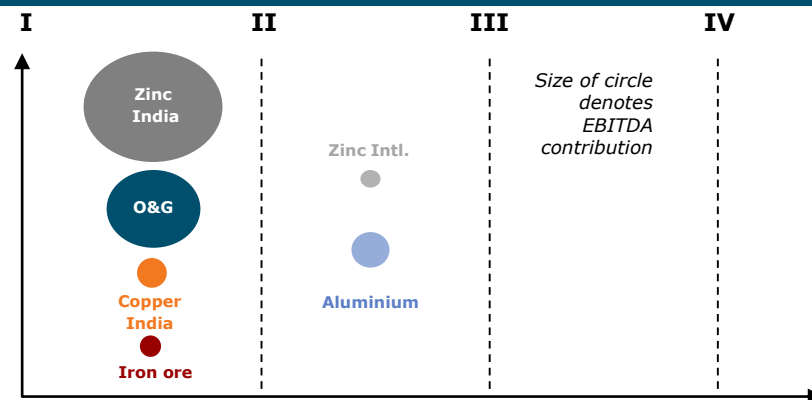 I
II
III
IV
Zinc
India
O&G
Copper
India
Iron ore
Zinc Intl.
Aluminium
Size of circle
denotes
EBITDA
contribution